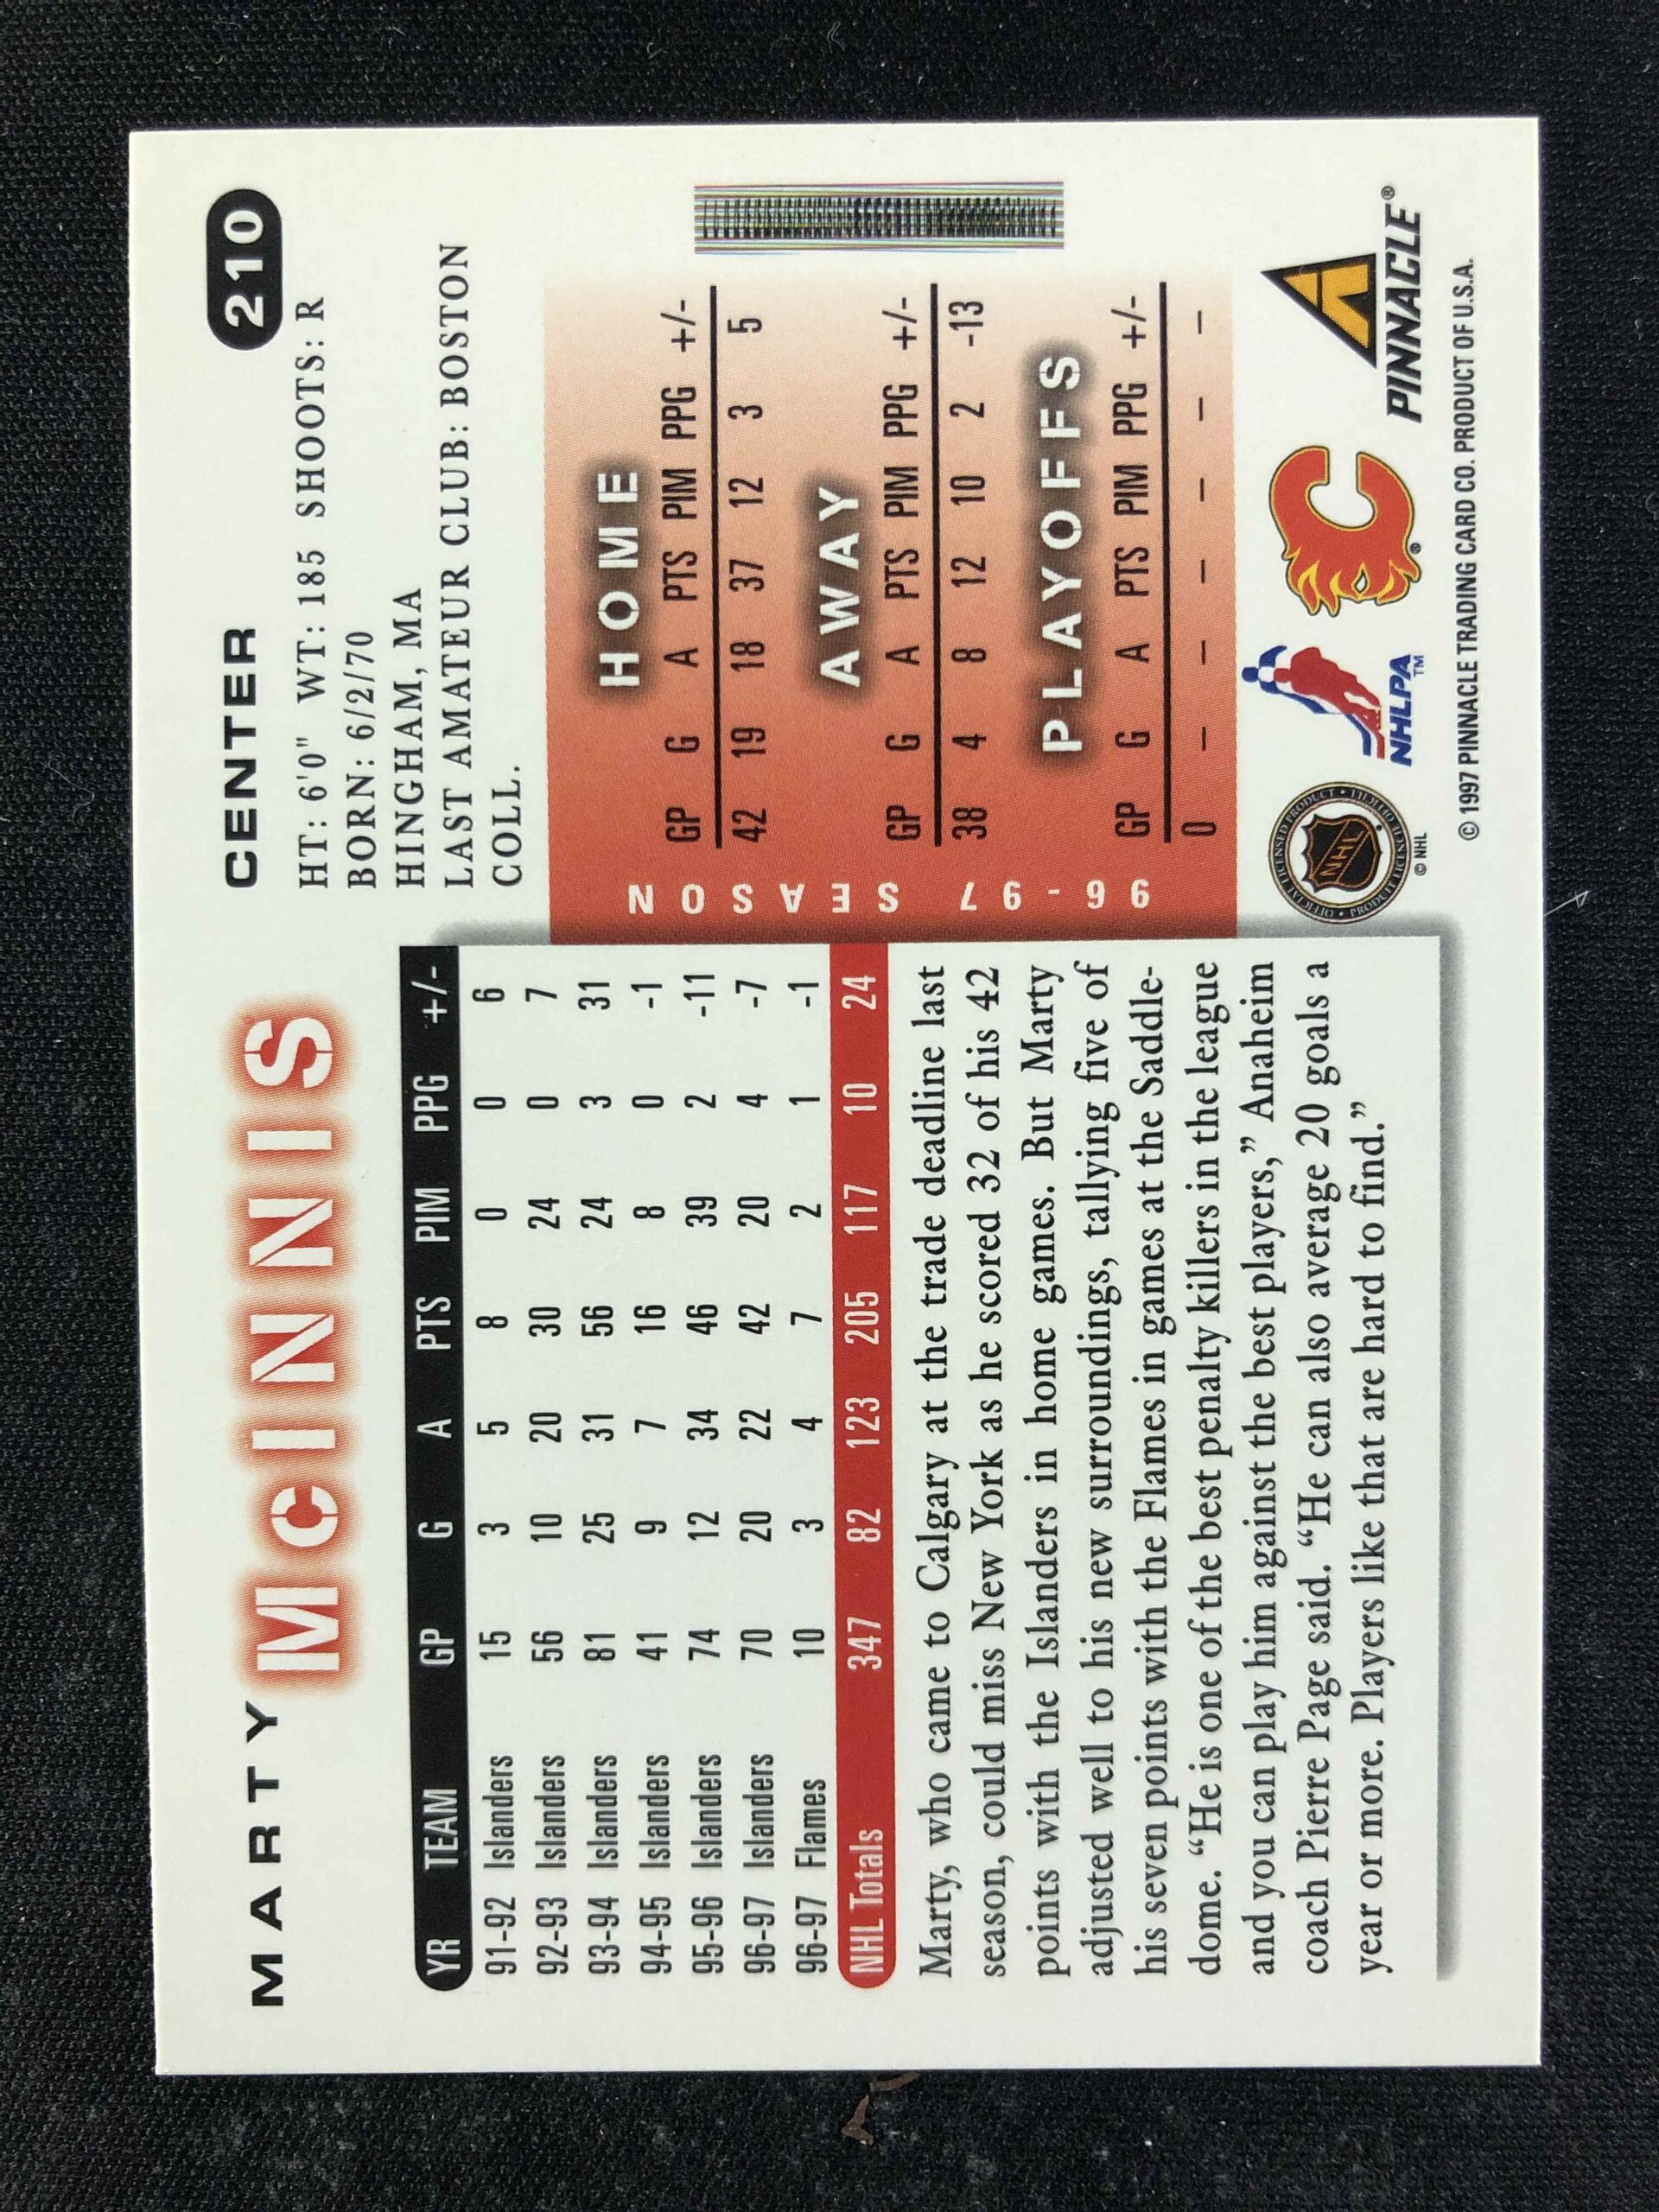 MARTY McINNIS
CENTER
210
HT: 6'0" WT: 185 SHOOTS: R
BORN: 6/2/70
HINGHAM, MA
LAST AMATEUR CLUB: BOSTON
COLL.
YR TEAM GP G A PTS PIM PPG +/-
91-92 Islanders 15 3 5 8 0 0 6
92-93 Islanders 56 10 20 30 24 0 7
93-94 Islanders 81 25 31 56 24 3 31
94-95 Islanders 41 9 7 16 8 0 -1
95-96 Islanders 74 12 34 46 39 2 -11
96-97 Islanders 70 20 22 42 20 4 -7
96-97 Flames 10 3 4 7 2 1 -1
NHL Totals 347 82 123 205 117 10 24
Marty, who came to Calgary at the trade deadline last
season, could miss New York as he scored 32 of his 42
points with the Islanders in home games. But Marty
adjusted well to his new surroundings, tallying five of
his seven points with the Flames in games at the Saddle-
dome. “He is one of the best penalty killers in the league
and you can play him against the best players,” Anaheim
coach Pierre Page said. “He can also average 20 goals a
year or more. Players like that are hard to find.”
96-97 SEASON
HOME
GP G A PTS PIM PPG +/-
42 19 18 37 12 3 5
AWAY
GP G A PTS PIM PPG +/-
38 4 8 12 10 2 -13
PLAYOFFS
GP G A PTS PIM PPG +/-
0 – – – – – –
OFFICIAL LICENSED PRODUCT •
NHL
© NHL
NHLPA™
®
PINNACLE®
© 1997 PINNACLE TRADING CARD CO. PRODUCT OF U.S.A.